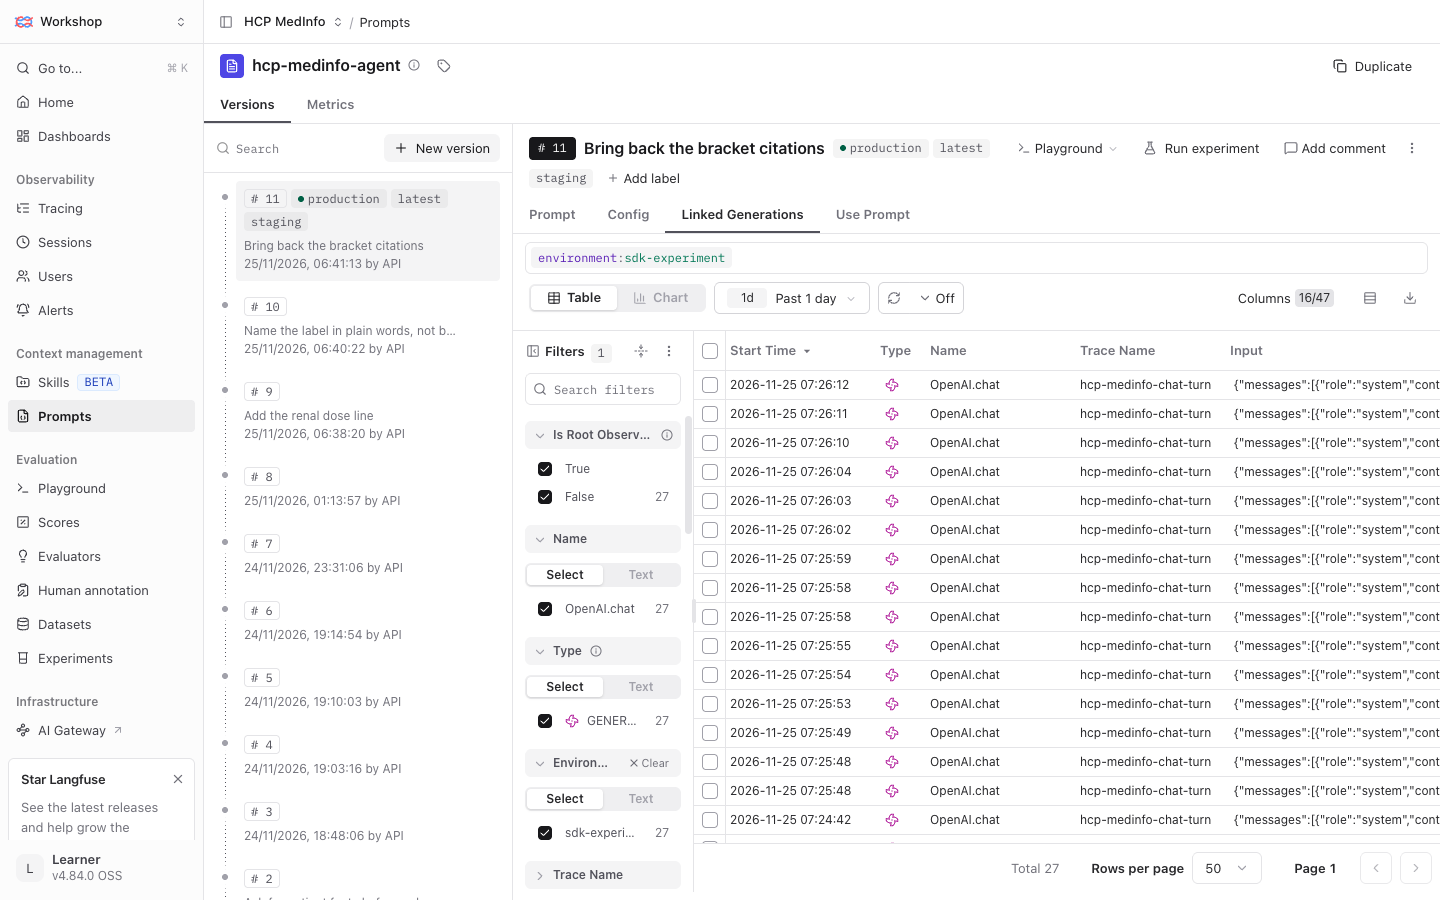 Workshop
Go to...
⌘ K
Home
Dashboards
Observability
Tracing
Sessions
Users
Alerts
Context management
Skills BETA
Prompts
Evaluation
Playground
Scores
Evaluators
Human annotation
Datasets
Experiments
Infrastructure
AI Gateway
Star Langfuse
See the latest releases
and help grow the
L
Learner
v4.84.0 OSS
HCP MedInfo / Prompts
hcp-medinfo-agent
Duplicate
Versions Metrics
Search
New version
# 11 production latest
staging
Bring back the bracket citations
25/11/2026, 06:41:13 by API
# 10
Name the label in plain words, not b...
25/11/2026, 06:40:22 by API
# 9
Add the renal dose line
25/11/2026, 06:38:20 by API
# 8
25/11/2026, 01:13:57 by API
# 7
24/11/2026, 23:31:06 by API
# 6
24/11/2026, 19:14:54 by API
# 5
24/11/2026, 19:10:03 by API
# 4
24/11/2026, 19:03:16 by API
# 3
24/11/2026, 18:48:06 by API
# 2
# 11 Bring back the bracket citations production latest
staging + Add label
Playground Run experiment Add comment
Prompt Config Linked Generations Use Prompt
environment:sdk-experiment
Table Chart 1d Past 1 day Off
Columns 16/47
Filters 1
Search filters
Is Root Observ...
True
False 27
Name
Select Text
OpenAI.chat 27
Type
Select Text
GENER... 27
Environ... Clear
Select Text
sdk-experi... 27
Trace Name
Start Time Type Name Trace Name Input
2026-11-25 07:26:12 OpenAI.chat hcp-medinfo-chat-turn {"messages":[{"role":"system","cont
2026-11-25 07:26:11 OpenAI.chat hcp-medinfo-chat-turn {"messages":[{"role":"system","cont
2026-11-25 07:26:10 OpenAI.chat hcp-medinfo-chat-turn {"messages":[{"role":"system","cont
2026-11-25 07:26:04 OpenAI.chat hcp-medinfo-chat-turn {"messages":[{"role":"system","cont
2026-11-25 07:26:03 OpenAI.chat hcp-medinfo-chat-turn {"messages":[{"role":"system","cont
2026-11-25 07:26:02 OpenAI.chat hcp-medinfo-chat-turn {"messages":[{"role":"system","cont
2026-11-25 07:25:59 OpenAI.chat hcp-medinfo-chat-turn {"messages":[{"role":"system","cont
2026-11-25 07:25:58 OpenAI.chat hcp-medinfo-chat-turn {"messages":[{"role":"system","cont
2026-11-25 07:25:58 OpenAI.chat hcp-medinfo-chat-turn {"messages":[{"role":"system","cont
2026-11-25 07:25:55 OpenAI.chat hcp-medinfo-chat-turn {"messages":[{"role":"system","cont
2026-11-25 07:25:54 OpenAI.chat hcp-medinfo-chat-turn {"messages":[{"role":"system","cont
2026-11-25 07:25:53 OpenAI.chat hcp-medinfo-chat-turn {"messages":[{"role":"system","cont
2026-11-25 07:25:49 OpenAI.chat hcp-medinfo-chat-turn {"messages":[{"role":"system","cont
2026-11-25 07:25:48 OpenAI.chat hcp-medinfo-chat-turn {"messages":[{"role":"system","cont
2026-11-25 07:25:48 OpenAI.chat hcp-medinfo-chat-turn {"messages":[{"role":"system","cont
2026-11-25 07:24:42 OpenAI.chat hcp-medinfo-chat-turn {"messages":[{"role":"system","cont
Total 27 Rows per page 50 Page 1